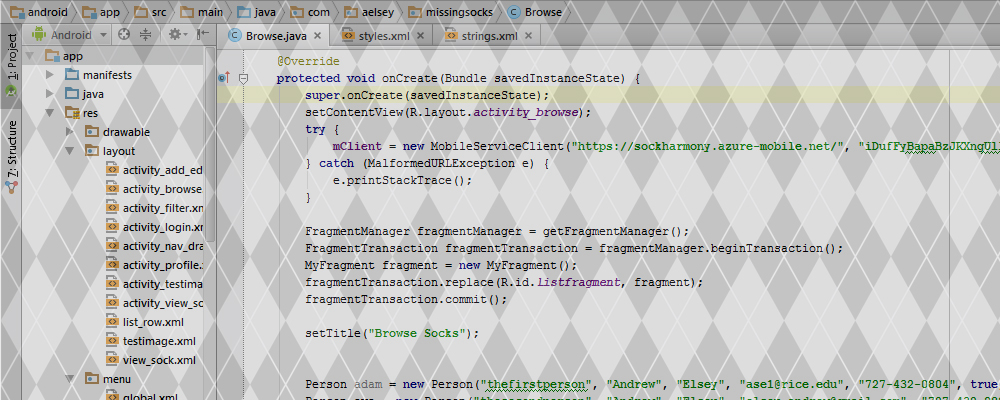 android app src main java com aelsey missingsocks Browse
Android
Browse.java styles.xml strings.xml
1: Project
7: Structure
app
manifests
java
res
drawable
layout
activity_add_ed
activity_browse
activity_filter.xm
activity_login.xn
activity_nav_dra
activity_profile.x
activity_testima
activity_view_so
list_row.xml
testimage.xml
view_sock.xml
menu
global.xml
@Override
protected void onCreate(Bundle savedInstanceState) {
super.onCreate(savedInstanceState);
setContentView(R.layout.activity_browse);
try {
mClient = new MobileServiceClient("https://sockharmony.azure-mobile.net/",
} catch (MalformedURLException e) {
e.printStackTrace();
}
FragmentManager fragmentManager = getFragmentManager();
FragmentTransaction fragmentTransaction = fragmentManager.beginTransaction();
MyFragment fragment = new MyFragment();
fragmentTransaction.replace(R.id.Listfragment, fragment);
fragmentTransaction.commit();
setTitle("Browse Socks");
Person adam = new Person("thefirstperson", "Andrew", "Elsey", "ase1@rice.edu", "727-432-0804", true